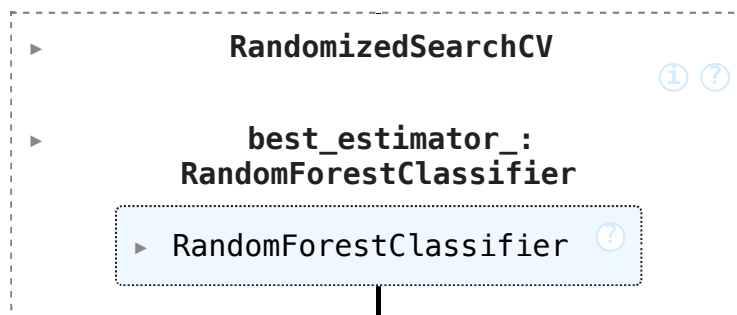 RandomizedSearchCV
i ?
best_estimator_:
RandomForestClassifier
RandomForestClassifier ?